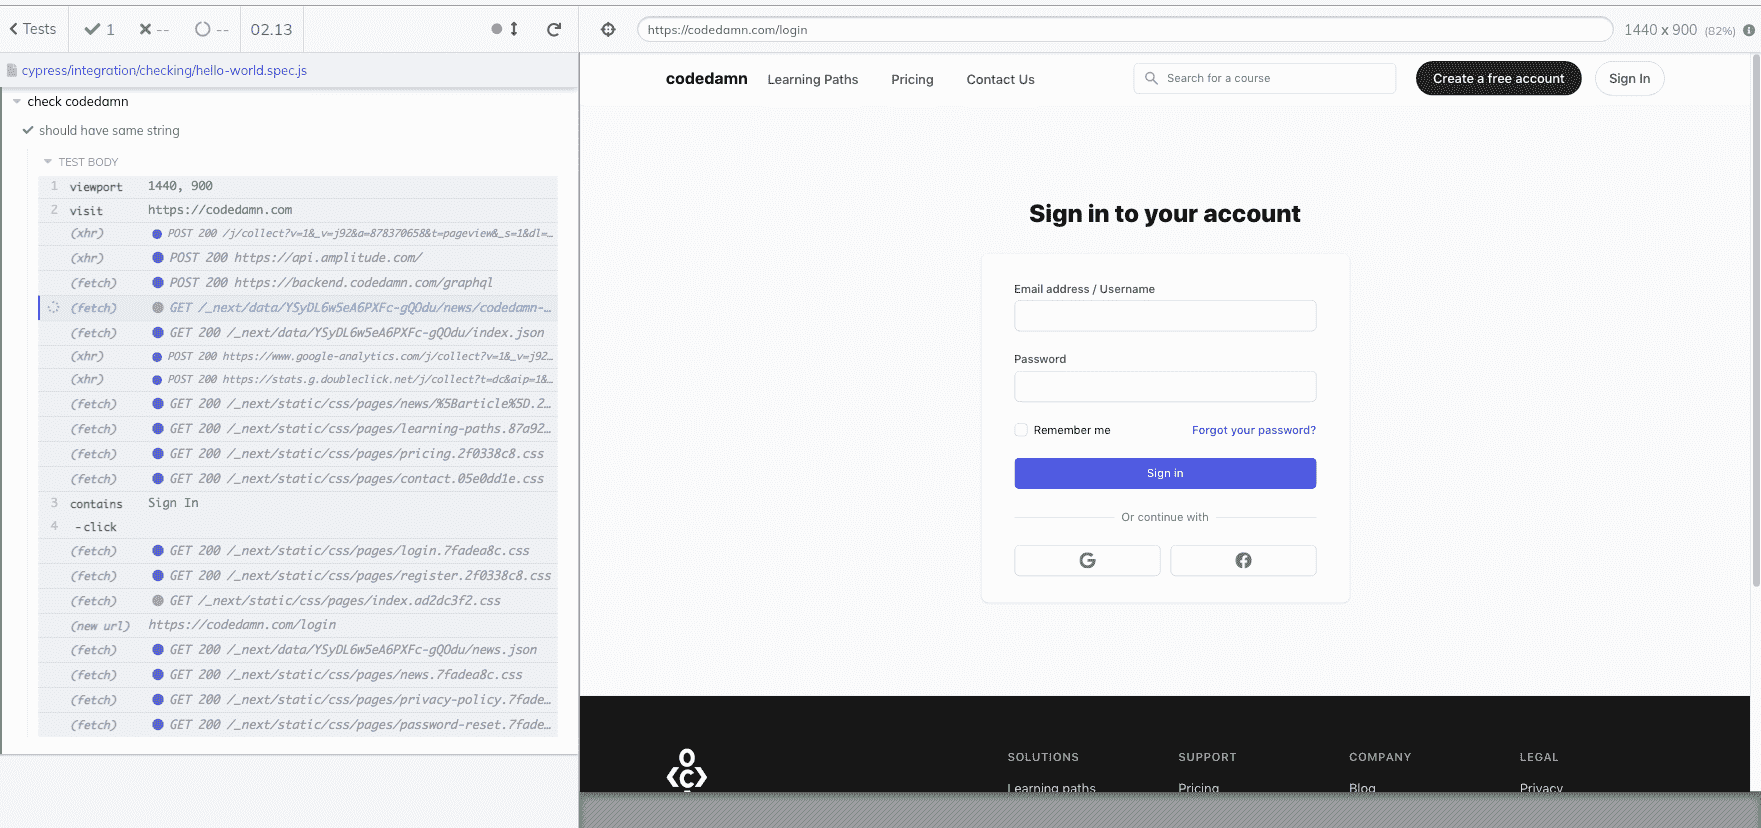 Tests
1
--
--
02.13
https://codedamn.com/login
1440 x 900 (82%)
cypress/integration/checking/hello-world.spec.js
check codedamn
should have same string
TEST BODY
1 viewport 1440, 900
2 visit https://codedamn.com
(xhr) POST 200 /j/collect?v=1&_v=j92&a=878370658&t=pageview&_s=1&dl=…
(xhr) POST 200 https://api.amplitude.com/
(fetch) POST 200 https://backend.codedamn.com/graphql
(fetch) GET /_next/data/YSyDL6w5eA6PXFc-gQOdu/news/codedamn-…
(fetch) GET 200 /_next/data/YSyDL6w5eA6PXFc-gQOdu/index.json
(xhr) POST 200 https://www.google-analytics.com/j/collect?v=1&_v=j92…
(xhr) POST 200 https://stats.g.doubleclick.net/j/collect?t=dc&aip=1&…
(fetch) GET 200 /_next/static/css/pages/news/%5Barticle%5D.2…
(fetch) GET 200 /_next/static/css/pages/learning-paths.87a92…
(fetch) GET 200 /_next/static/css/pages/pricing.2f0338c8.css
(fetch) GET 200 /_next/static/css/pages/contact.05e0dd1e.css
3 contains Sign In
4 -click
(fetch) GET 200 /_next/static/css/pages/login.7fadea8c.css
(fetch) GET 200 /_next/static/css/pages/register.2f0338c8.css
(fetch) GET /_next/static/css/pages/index.ad2dc3f2.css
(new url) https://codedamn.com/login
(fetch) GET 200 /_next/data/YSyDL6w5eA6PXFc-gQOdu/news.json
(fetch) GET 200 /_next/static/css/pages/news.7fadea8c.css
(fetch) GET 200 /_next/static/css/pages/privacy-policy.7fade…
(fetch) GET 200 /_next/static/css/pages/password-reset.7fade…
codedamn
Learning Paths
Pricing
Contact Us
Search for a course
Create a free account
Sign In
Sign in to your account
Email address / Username
Password
Remember me
Forgot your password?
Sign in
Or continue with
SOLUTIONS
SUPPORT
COMPANY
LEGAL
Learning paths
Pricing
Blog
Privacy